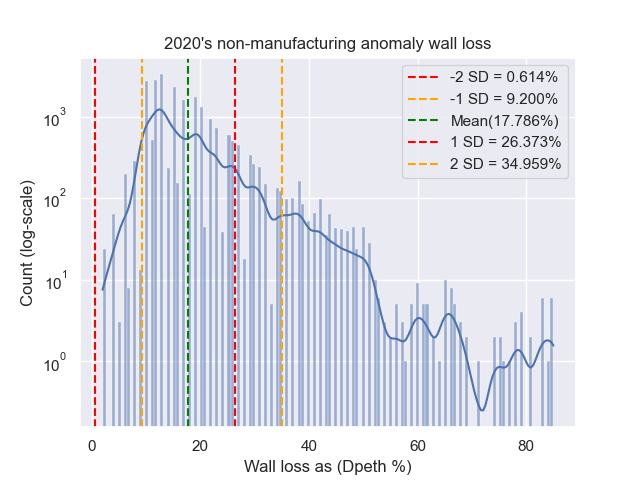 2020's non-manufacturing anomaly wall loss
-2 SD = 0.614%
-1 SD = 9.200%
Mean(17.786%)
1 SD = 26.373%
2 SD = 34.959%
Count (log-scale)
10³
10²
10¹
10⁰
0 20 40 60 80
Wall loss as (Dpeth %)